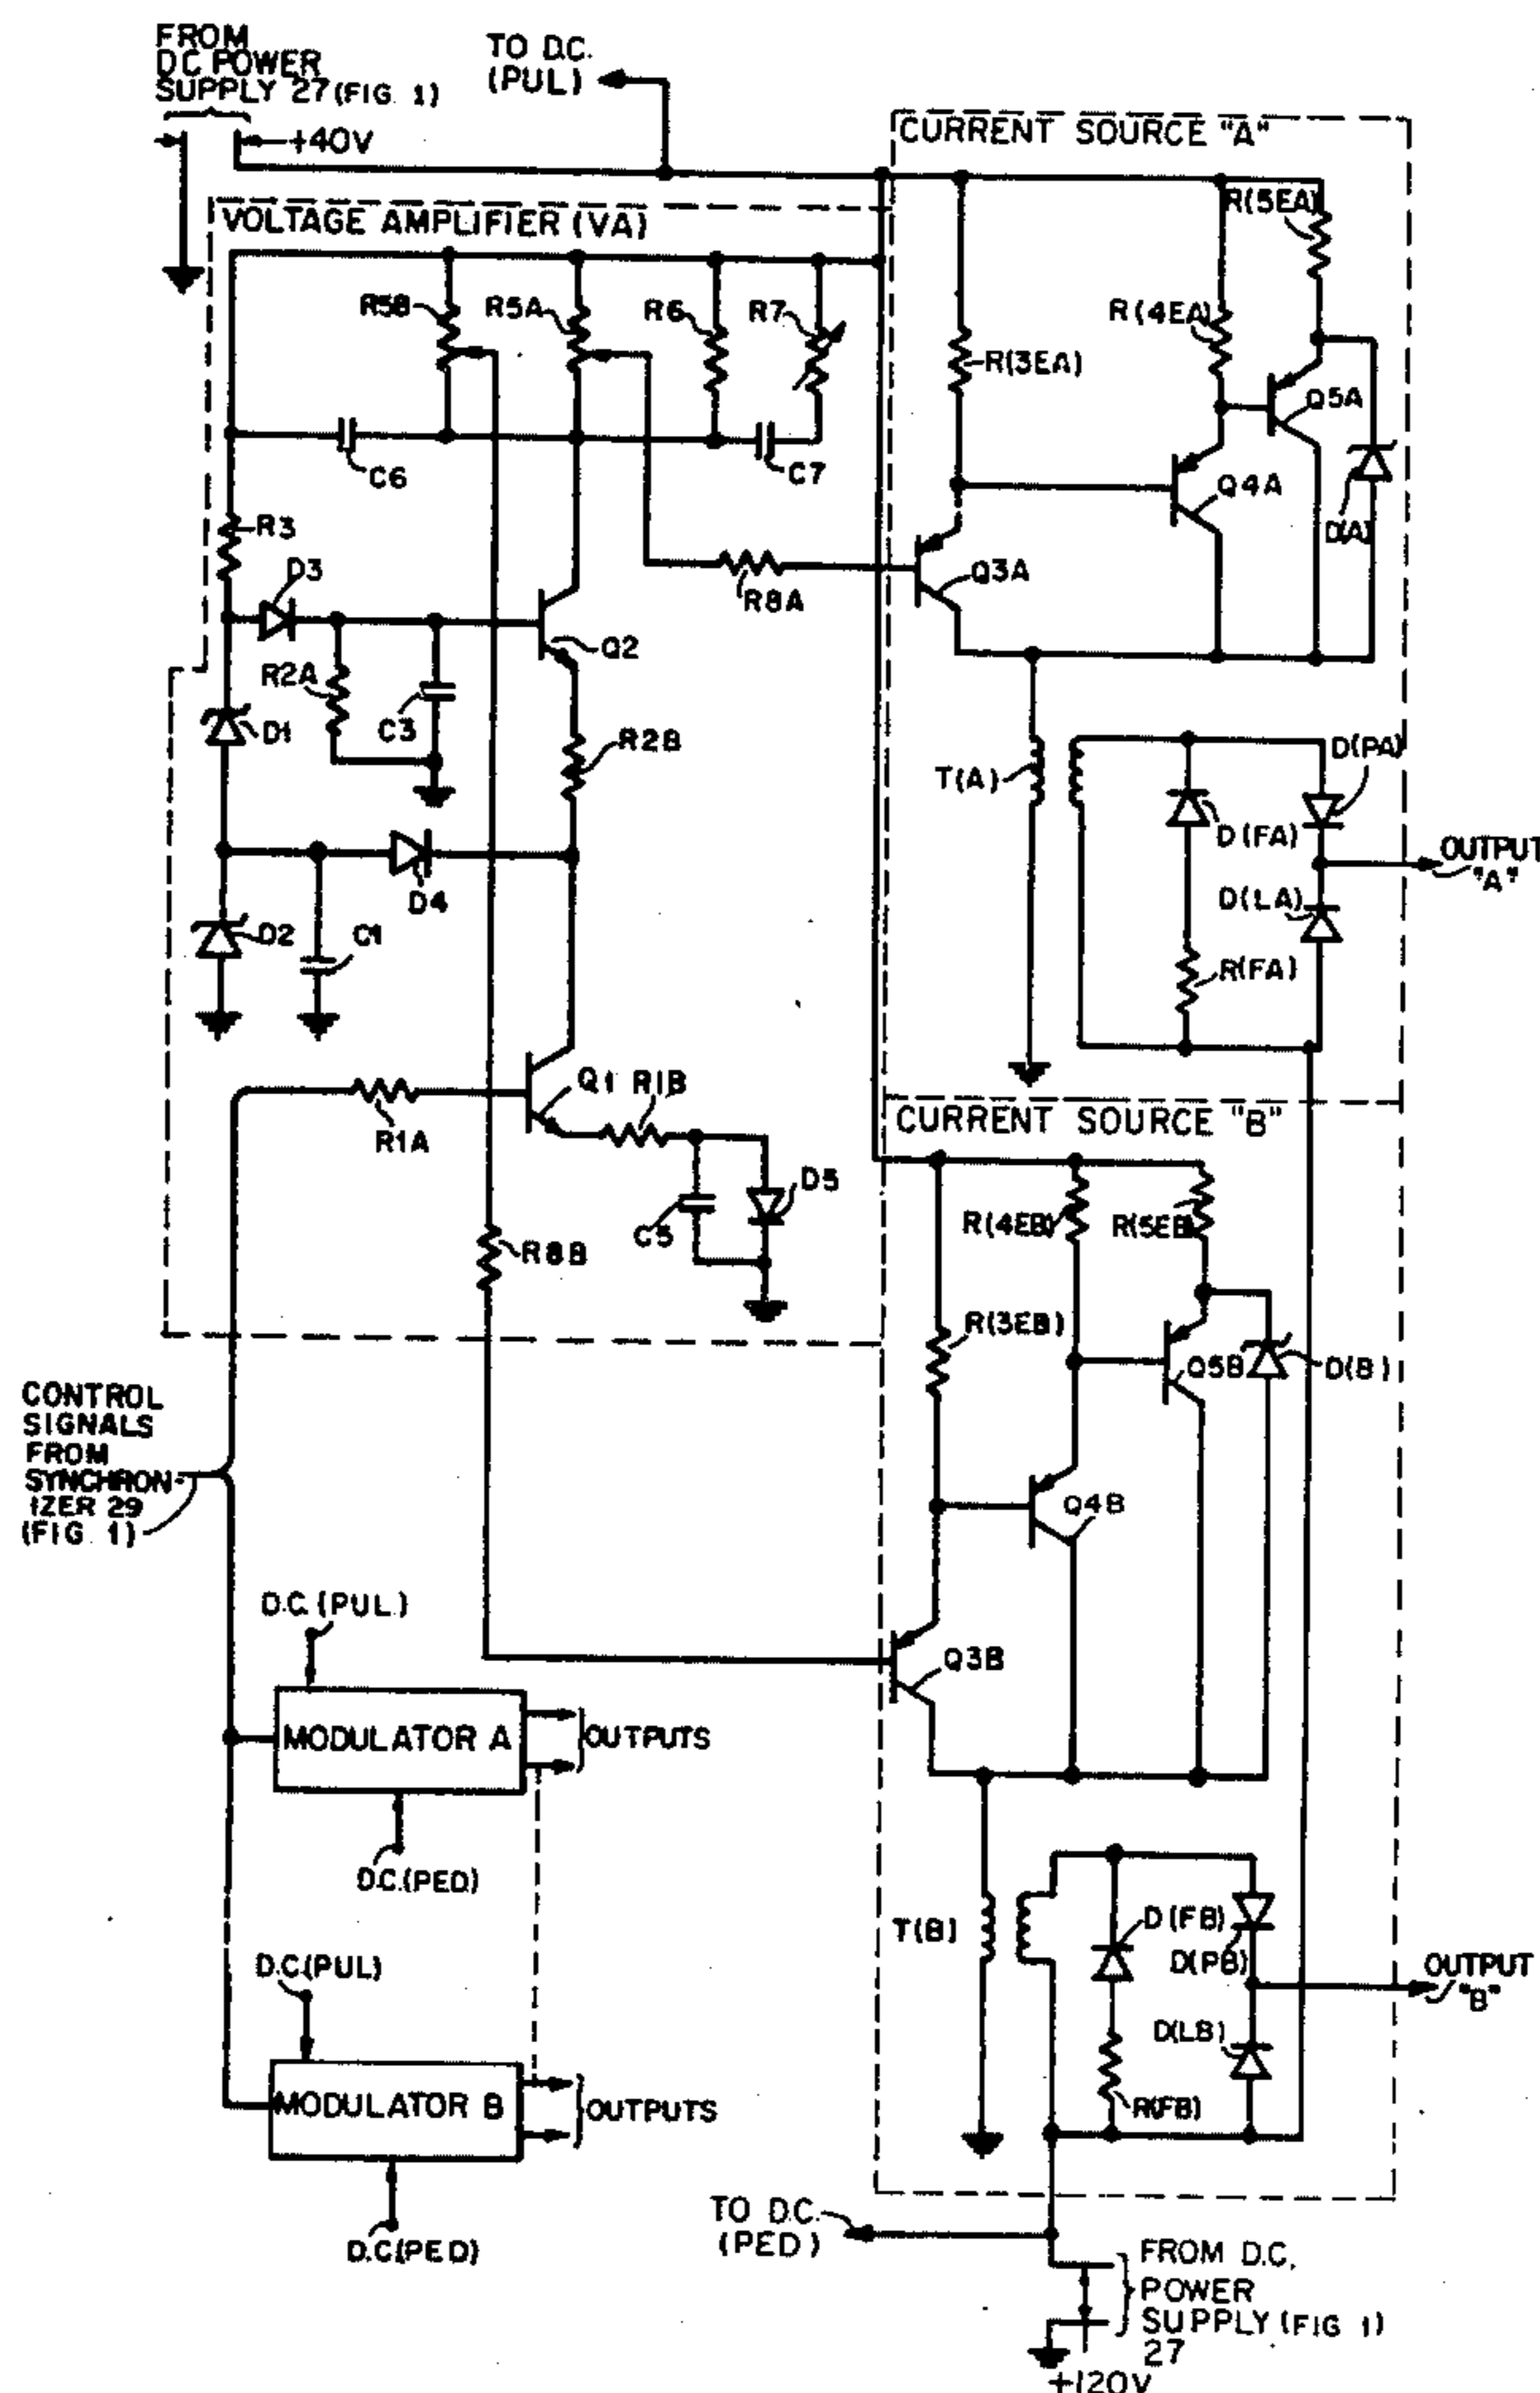 FROM
DC POWER
SUPPLY 27 (FIG. 1)
+40V
TO D.C.
(PUL)
CURRENT SOURCE "A"
R(5EA)
VOLTAGE AMPLIFIER (VA)
R5B
R5A
R6
R7
R(4EA)
R(3EA)
Q5A
C6
C7
Q4A
D(A)
R3
D3
R8A
Q3A
Q2
R2A
D1
C3
R2B
T(A)
D(PA)
D(FA)
OUTPUT
"A"
D4
D(LA)
D2
C1
R(FA)
Q1
R1B
R1A
CURRENT SOURCE "B"
D5
C5
R8B
R(4EB)
R(5EB)
R(3EB)
Q5B
D(B)
CONTROL
SIGNALS
FROM
SYNCHRON-
IZER 29
(FIG 1)
Q4B
D.C.(PUL)
Q3B
MODULATOR A
OUTPUTS
D.C.(PED)
T(B)
D(FB)
D(PB)
D.C.(PUL)
OUTPUT
"B"
D(LB)
MODULATOR B
OUTPUTS
R(FB)
D.C(PED)
TO D.C.
(PED)
FROM D.C.
POWER
SUPPLY (FIG 1)
27
+120V